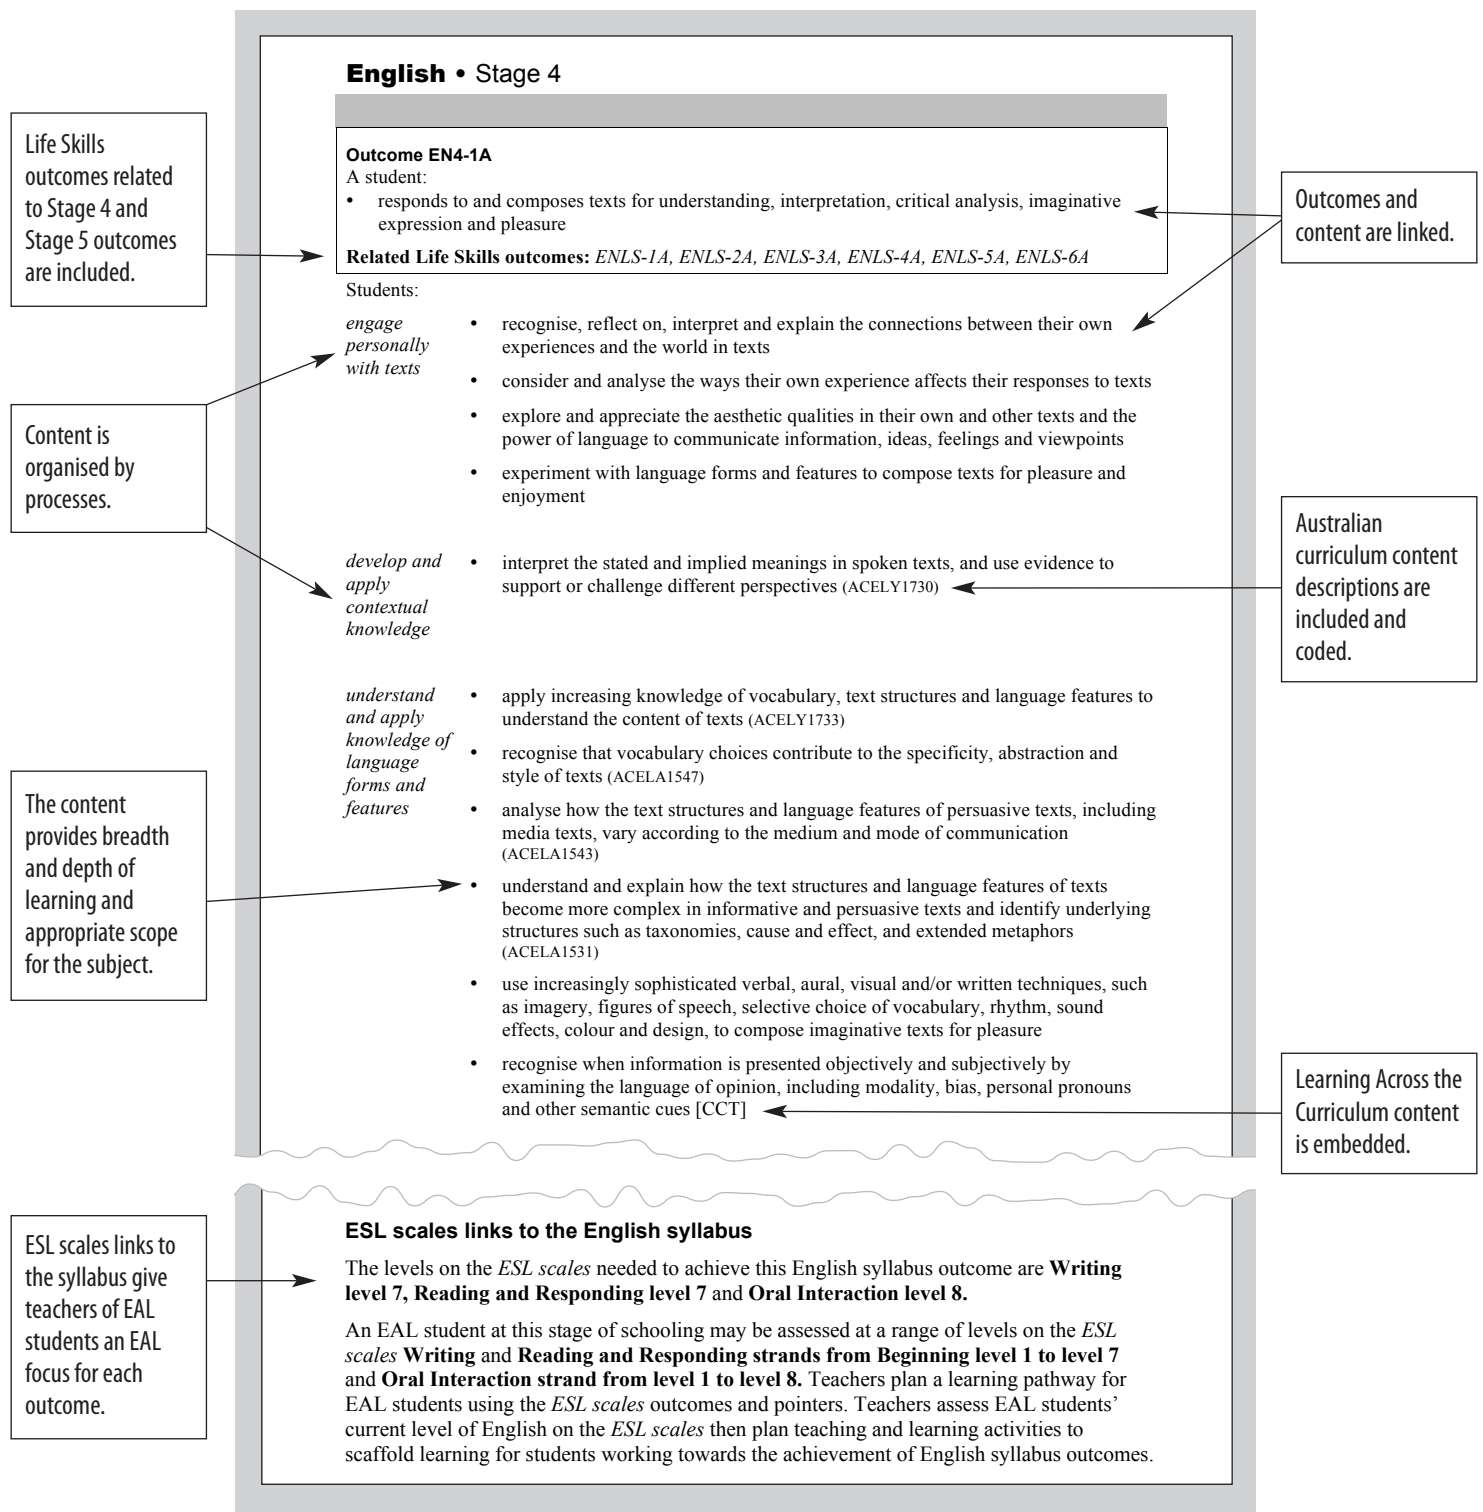 English • Stage 4
Life Skills
outcomes related
to Stage 4 and
Stage 5 outcomes
are included.
Outcome EN4-1A
A student:
• responds to and composes texts for understanding, interpretation, critical analysis, imaginative
expression and pleasure
Related Life Skills outcomes: ENLS-1A, ENLS-2A, ENLS-3A, ENLS-4A, ENLS-5A, ENLS-6A
Outcomes and
content are linked.
Students:
engage
personally
with texts
• recognise, reflect on, interpret and explain the connections between their own
experiences and the world in texts
• consider and analyse the ways their own experience affects their responses to texts
• explore and appreciate the aesthetic qualities in their own and other texts and the
power of language to communicate information, ideas, feelings and viewpoints
• experiment with language forms and features to compose texts for pleasure and
enjoyment
Content is
organised by
processes.
develop and
apply
contextual
knowledge
• interpret the stated and implied meanings in spoken texts, and use evidence to
support or challenge different perspectives (ACELY1730)
Australian
curriculum content
descriptions are
included and
coded.
understand
and apply
knowledge of
language
forms and
features
• apply increasing knowledge of vocabulary, text structures and language features to
understand the content of texts (ACELY1733)
• recognise that vocabulary choices contribute to the specificity, abstraction and
style of texts (ACELA1547)
• analyse how the text structures and language features of persuasive texts, including
media texts, vary according to the medium and mode of communication
(ACELA1543)
• understand and explain how the text structures and language features of texts
become more complex in informative and persuasive texts and identify underlying
structures such as taxonomies, cause and effect, and extended metaphors
(ACELA1531)
• use increasingly sophisticated verbal, aural, visual and/or written techniques, such
as imagery, figures of speech, selective choice of vocabulary, rhythm, sound
effects, colour and design, to compose imaginative texts for pleasure
• recognise when information is presented objectively and subjectively by
examining the language of opinion, including modality, bias, personal pronouns
and other semantic cues [CCT]
The content
provides breadth
and depth of
learning and
appropriate scope
for the subject.
Learning Across the
Curriculum content
is embedded.
ESL scales links to
the syllabus give
teachers of EAL
students an EAL
focus for each
outcome.
ESL scales links to the English syllabus
The levels on the ESL scales needed to achieve this English syllabus outcome are Writing
level 7, Reading and Responding level 7 and Oral Interaction level 8.
An EAL student at this stage of schooling may be assessed at a range of levels on the ESL
scales Writing and Reading and Responding strands from Beginning level 1 to level 7
and Oral Interaction strand from level 1 to level 8. Teachers plan a learning pathway for
EAL students using the ESL scales outcomes and pointers. Teachers assess EAL students’
current level of English on the ESL scales then plan teaching and learning activities to
scaffold learning for students working towards the achievement of English syllabus outcomes.